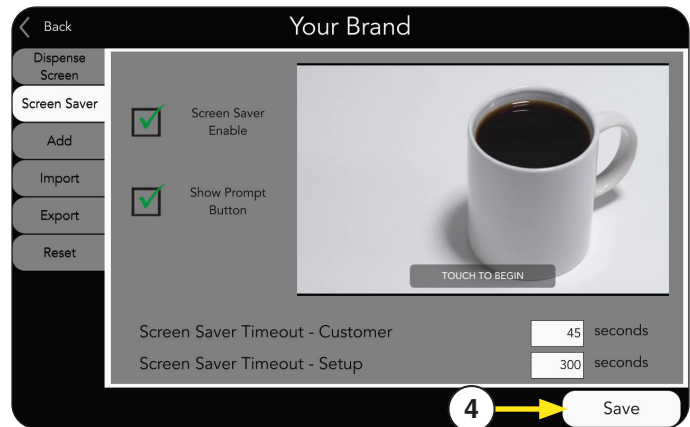 Back
Your Brand
Dispense
Screen
Screen Saver
Add
Import
Export
Reset
Screen Saver
Enable
Show Prompt
Button
TOUCH TO BEGIN
Screen Saver Timeout - Customer 45 seconds
Screen Saver Timeout - Setup 300 seconds
4
Save